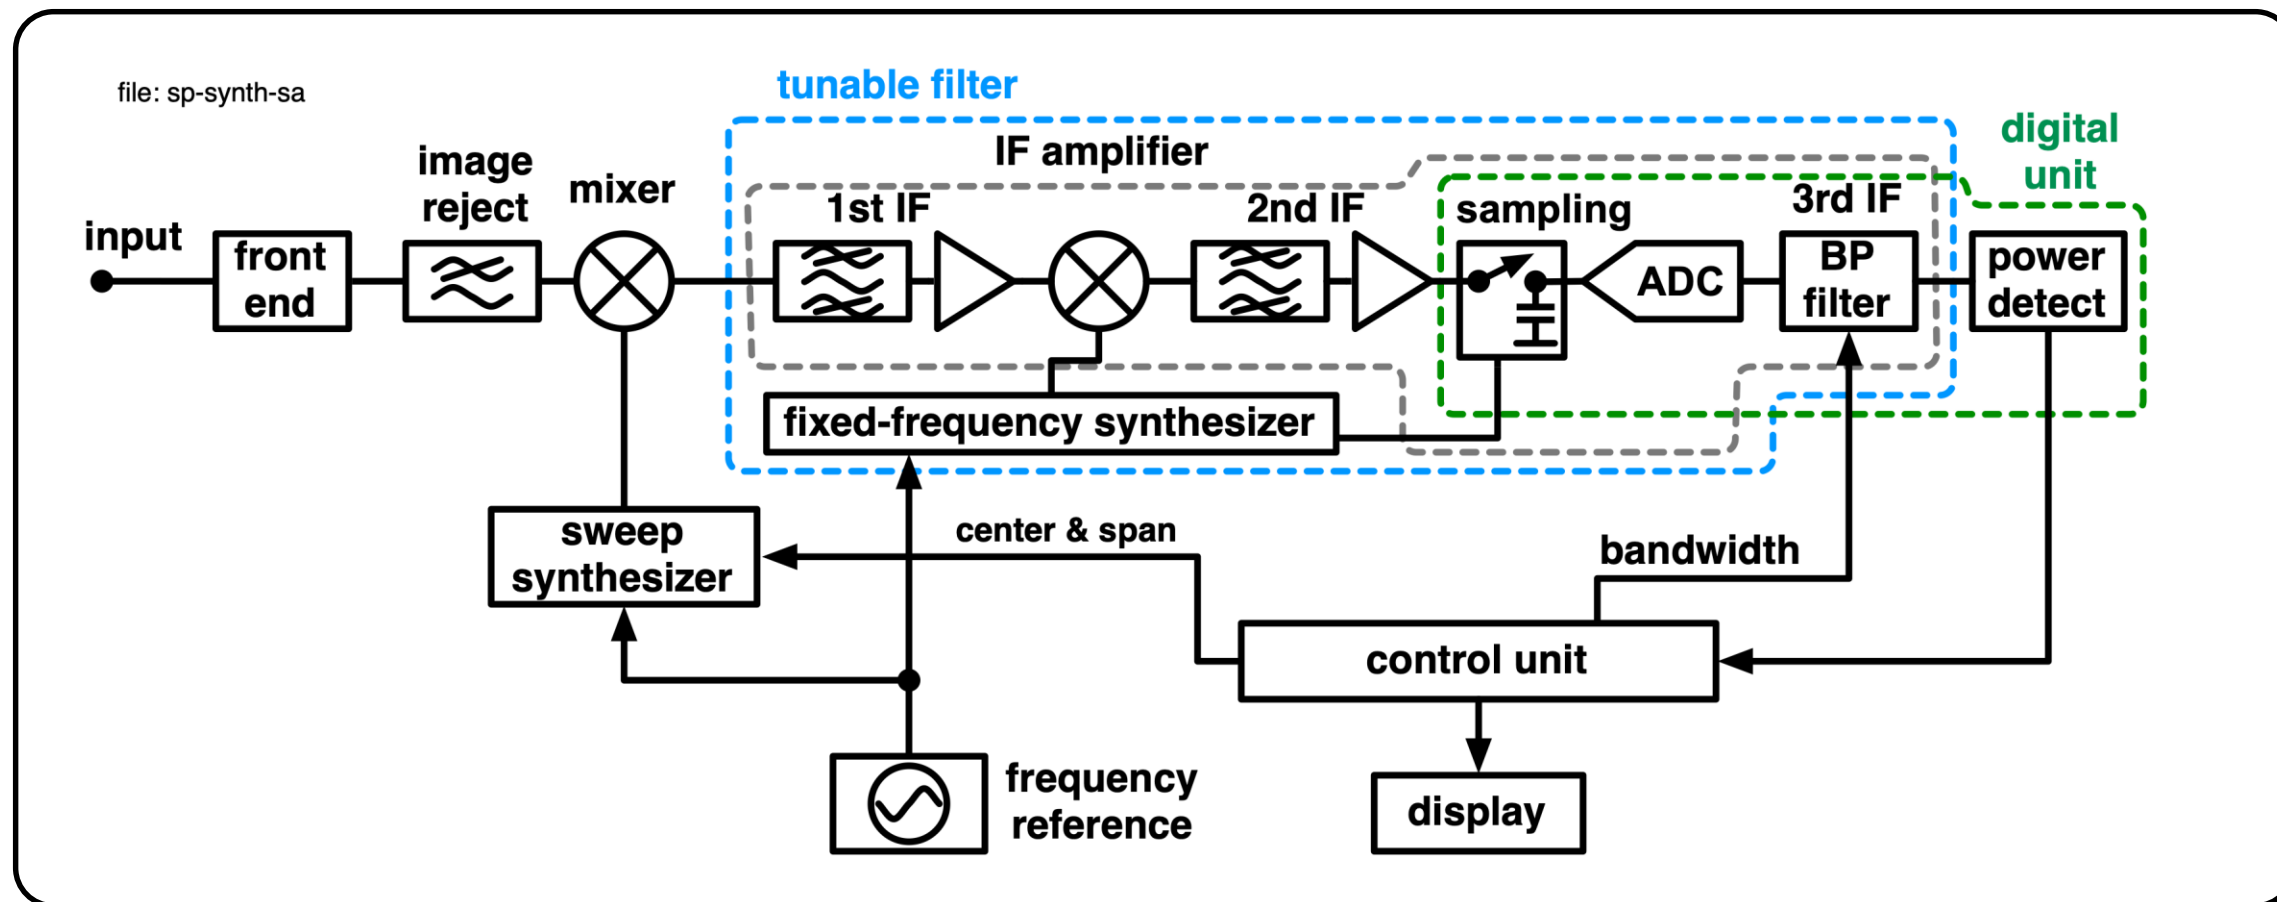 file: sp-synth-sa
tunable filter
digital
unit
IF amplifier
image
reject
mixer
1st IF
2nd IF
sampling
3rd IF
input
front
end
ADC
BP
filter
power
detect
fixed-frequency synthesizer
sweep
synthesizer
center & span
bandwidth
control unit
frequency
reference
display